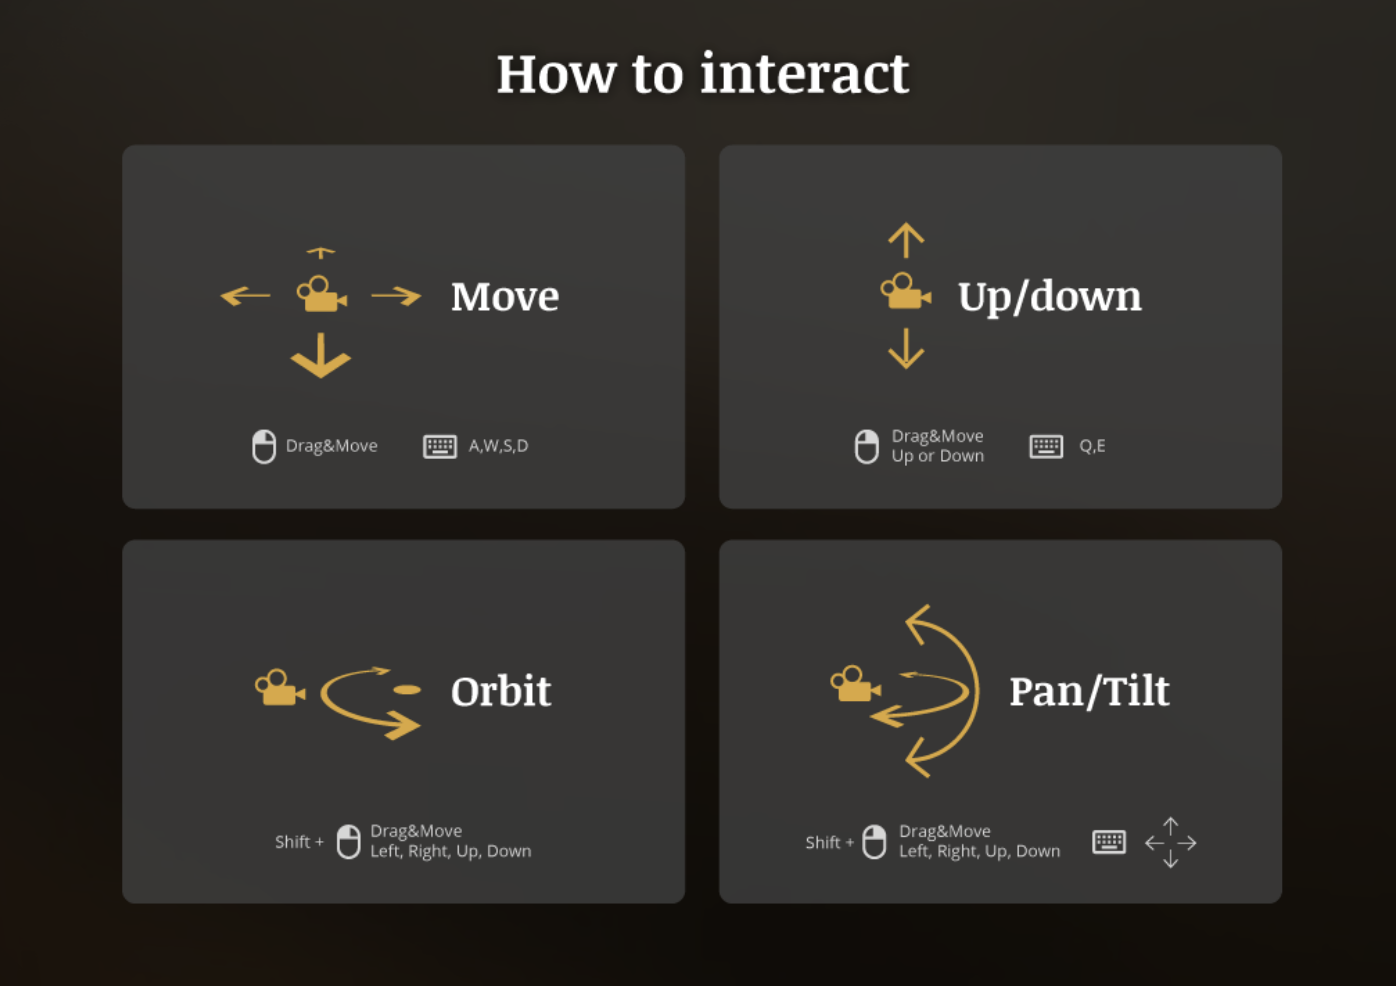 How to interact
Move
Drag&Move
A,W,S,D
Up/down
Drag&Move
Up or Down
Q,E
Orbit
Shift +
Drag&Move
Left, Right, Up, Down
Pan/Tilt
Shift +
Drag&Move
Left, Right, Up, Down